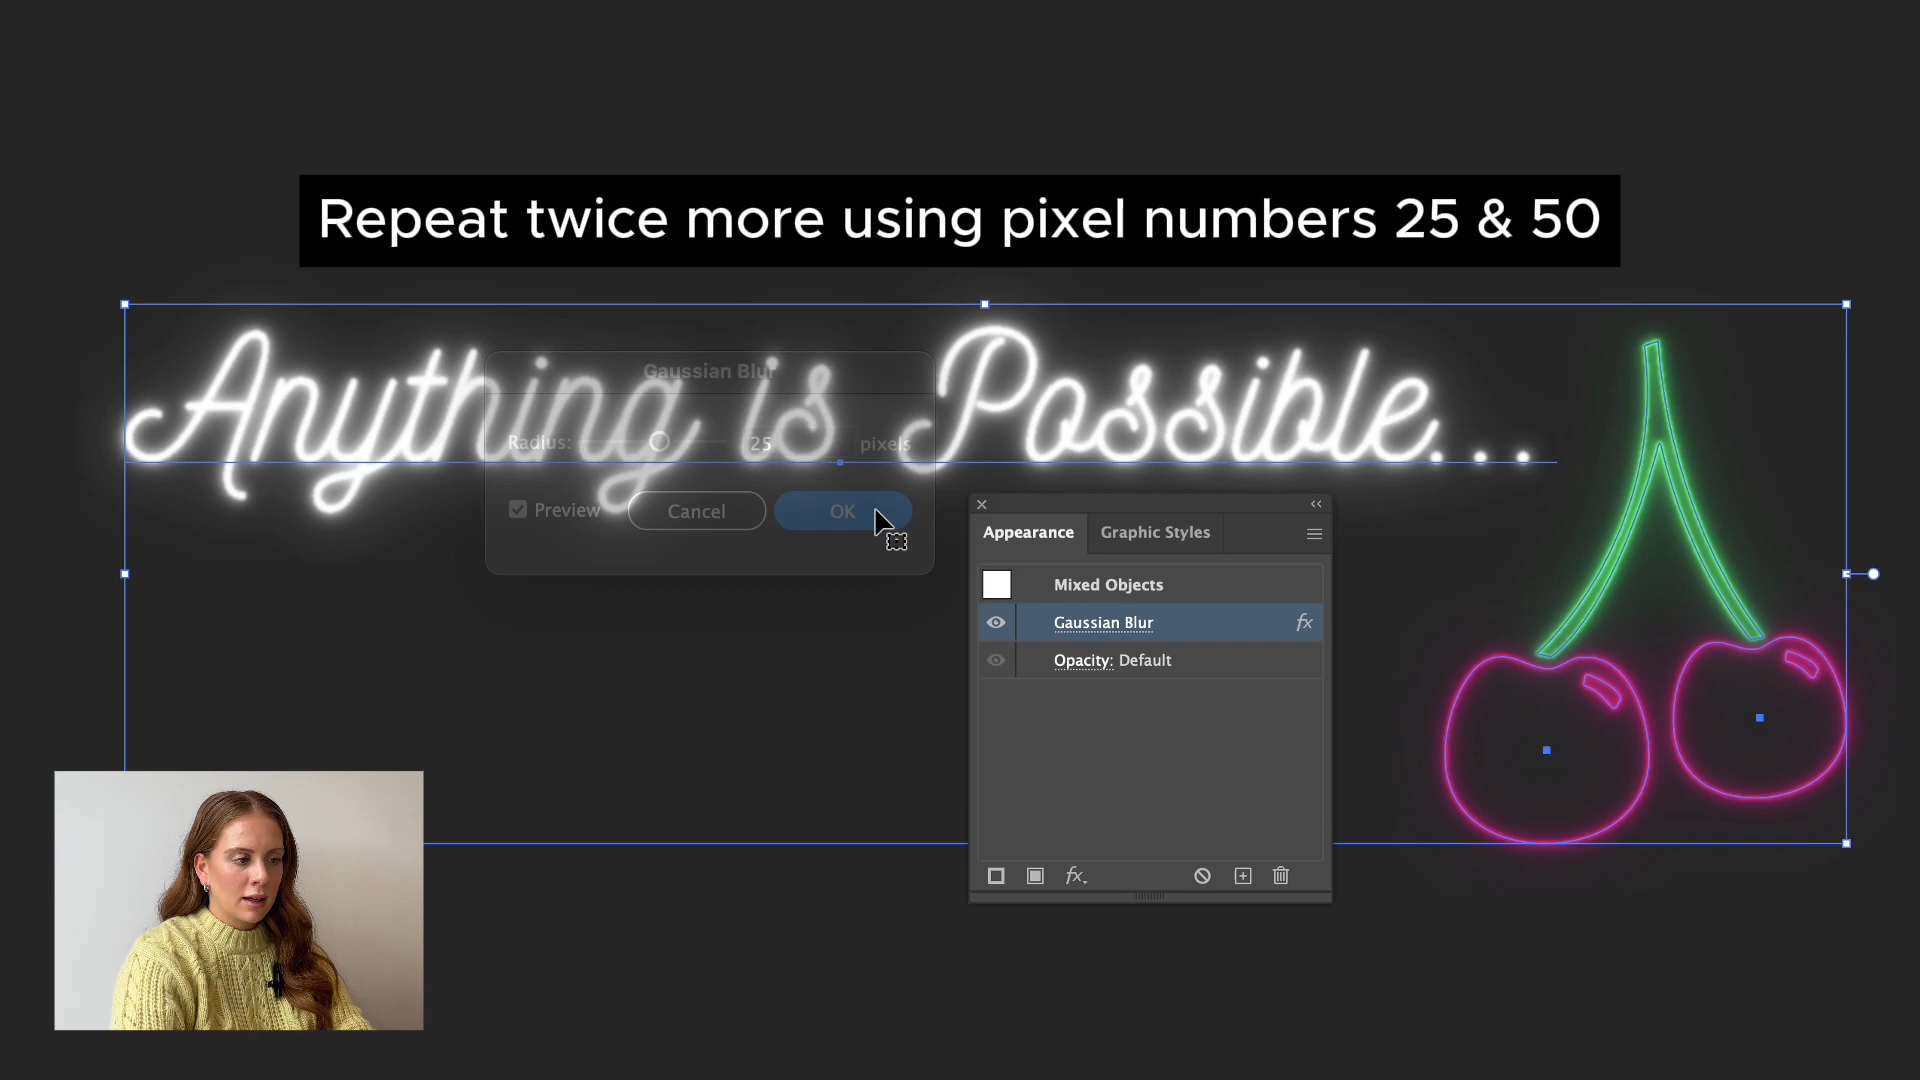 Repeat twice more using pixel numbers 25 & 50
Anything is Possible...
Gaussian Blur
Radius: 25 pixels
Preview Cancel OK
Appearance Graphic Styles
Mixed Objects
Gaussian Blur fx
Opacity: Default
fx